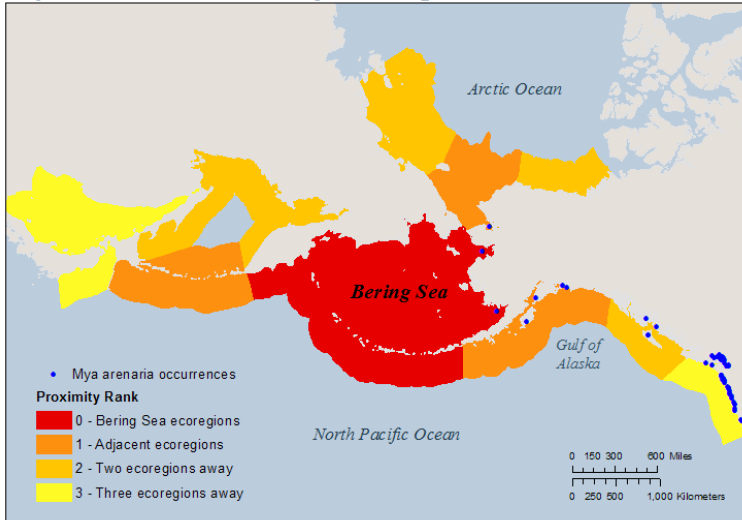 Arctic Ocean
Bering Sea
Gulf of
Alaska
North Pacific Ocean
Mya arenaria occurrences
Proximity Rank
0 - Bering Sea ecoregions
1 - Adjacent ecoregions
2 - Two ecoregions away
3 - Three ecoregions away
0 150 300 600 Miles
0 250 500 1,000 Kilometers